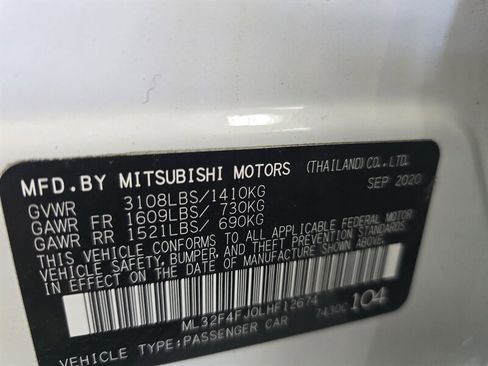 MFD.BY MITSUBISHI MOTORS (THAILAND)CO.,LTD.
SEP 2020
GVWR 3108LBS/1410KG
GAWR FR 1609LBS/ 730KG
GAWR RR 1521LBS/ 690KG
THIS VEHICLE CONFORMS TO ALL APPLICABLE FEDERAL MOTOR
VEHICLE SAFETY, BUMPER, AND THEFT PREVENTION STANDARDS
IN EFFECT ON THE DATE OF MANUFACTURE SHOWN ABOVE.
ML32F4FJ0LHF12674
7430C 104
VEHICLE TYPE:PASSENGER CAR